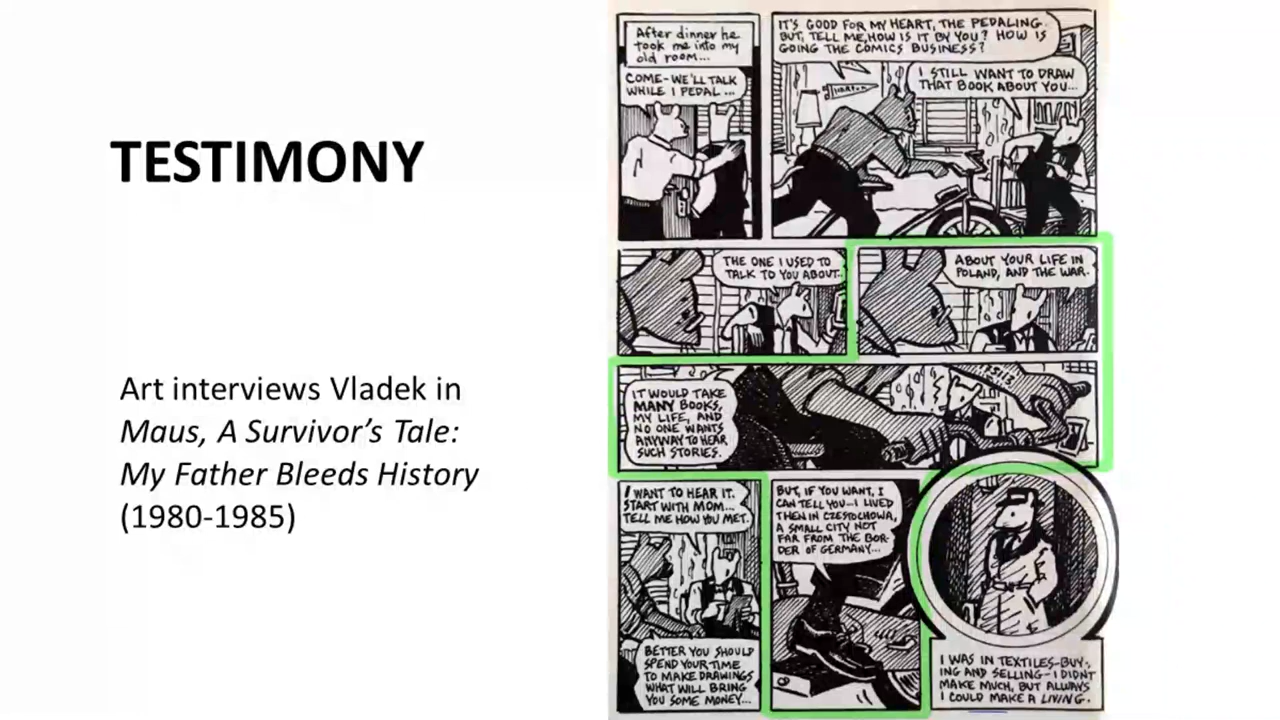 TESTIMONY
Art interviews Vladek in
Maus, A Survivor's Tale:
My Father Bleeds History
(1980-1985)
After dinner he
took me into my
old room...
COME-WE'LL TALK
WHILE I PEDAL...
IT'S GOOD FOR MY HEART, THE PEDALING.
BUT, TELL ME, HOW IS IT BY YOU? HOW IS
GOING THE COMICS BUSINESS?
I STILL WANT TO DRAW
THAT BOOK ABOUT YOU...
THE ONE I USED TO
TALK TO YOU ABOUT..
ABOUT YOUR LIFE IN
POLAND, AND THE WAR.
IT WOULD TAKE
MANY BOOKS,
MY LIFE, AND
NO ONE WANTS
ANYWAY TO HEAR
SUCH STORIES.
I WANT TO HEAR IT.
START WITH MOM...
TELL ME HOW YOU MET.
BETTER YOU SHOULD
SPEND YOUR TIME
TO MAKE DRAWINGS
WHAT WILL BRING
YOU SOME MONEY...
BUT, IF YOU WANT, I
CAN TELL YOU...I LIVED
THEN IN CZESTOCHOWA,
A SMALL CITY NOT
FAR FROM THE BOR-
DER OF GERMANY...
I WAS IN TEXTILES-BUY-
ING AND SELLING-I DIDN'T
MAKE MUCH, BUT ALWAYS
I COULD MAKE A LIVING.